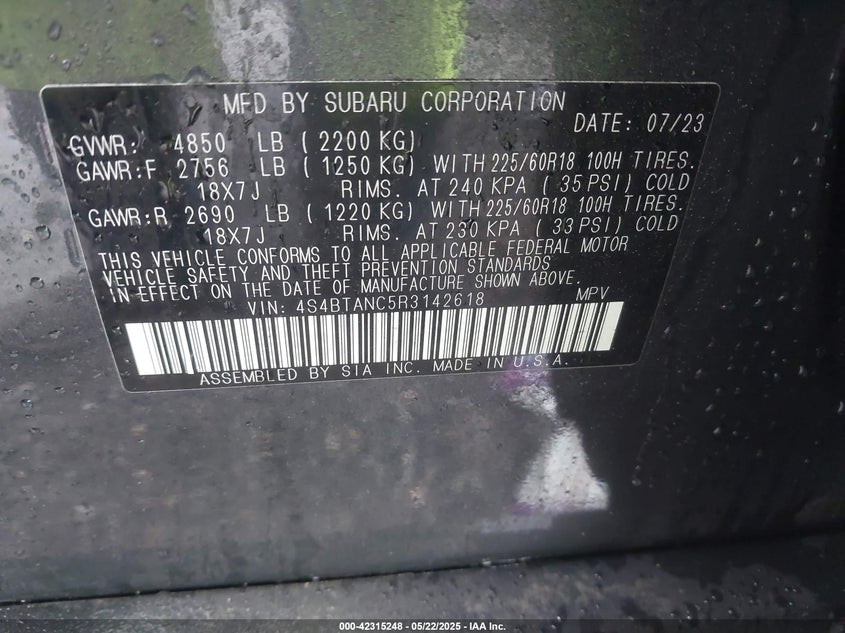 MFD BY SUBARU CORPORATION
DATE: 07/23
GVWR: 4850 LB ( 2200 KG)
GAWR:F 2756 LB ( 1250 KG) WITH 225/60R18 100H TIRES.
18X7J RIMS. AT 240 KPA ( 35 PSI) COLD
GAWR:R 2690 LB ( 1220 KG) WITH 225/60R18 100H TIRES.
18X7J RIMS. AT 230 KPA ( 33 PSI) COLD
THIS VEHICLE CONFORMS TO ALL APPLICABLE FEDERAL MOTOR
VEHICLE SAFETY AND THEFT PREVENTION STANDARDS
IN EFFECT ON THE DATE OF MANUFACTURE SHOWN ABOVE.
VIN: 4S4BTANC5R3142618 MPV
ASSEMBLED BY SIA INC. MADE IN U.S.A.
000-42315248 - 05/22/2025 - IAA Inc.